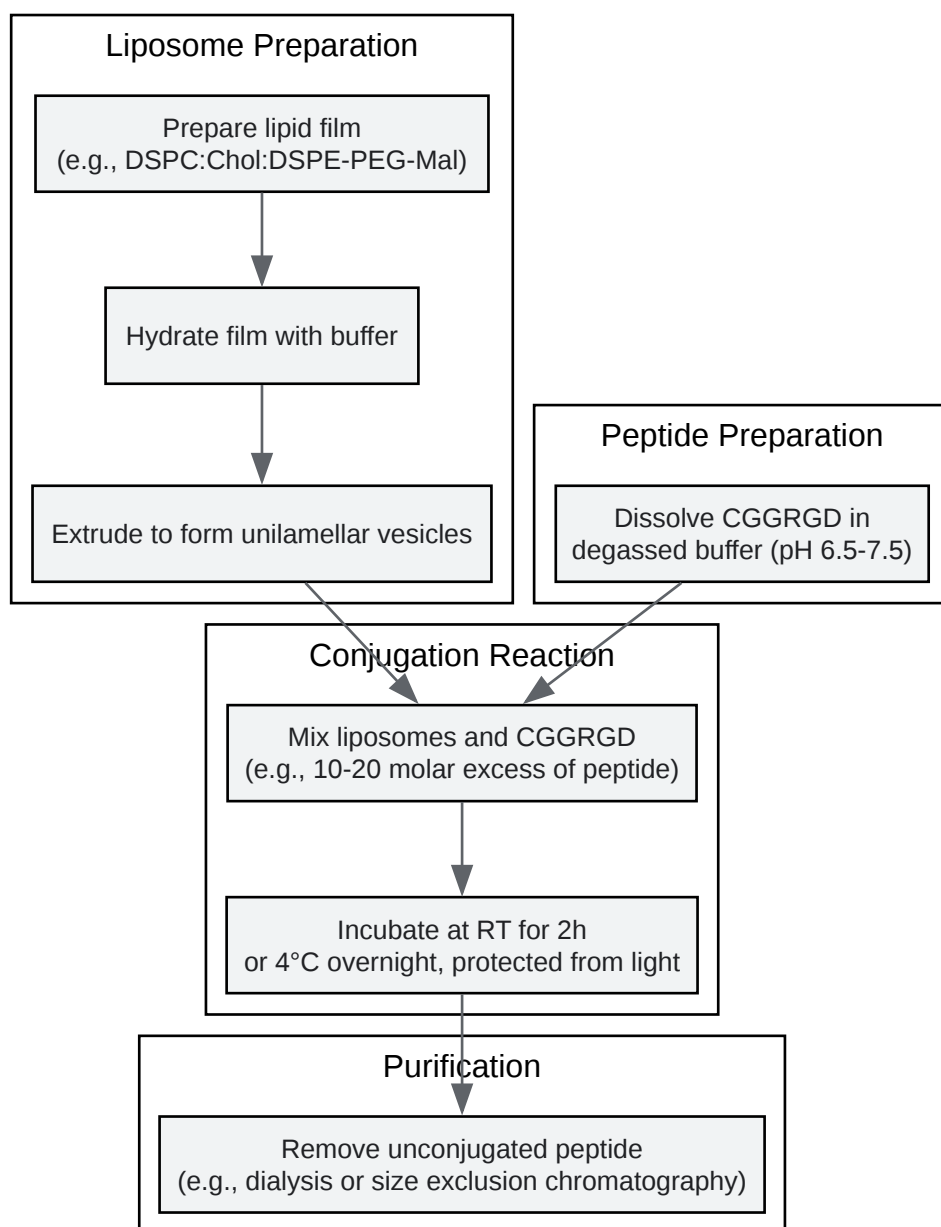 Liposome Preparation
Prepare lipid film
(e.g., DSPC:Chol:DSPE-PEG-Mal)
Hydrate film with buffer
Extrude to form unilamellar vesicles
Peptide Preparation
Dissolve CGGRGD in
degassed buffer (pH 6.5-7.5)
Conjugation Reaction
Mix liposomes and CGGRGD
(e.g., 10-20 molar excess of peptide)
Incubate at RT for 2h
or 4°C overnight, protected from light
Purification
Remove unconjugated peptide
(e.g., dialysis or size exclusion chromatography)